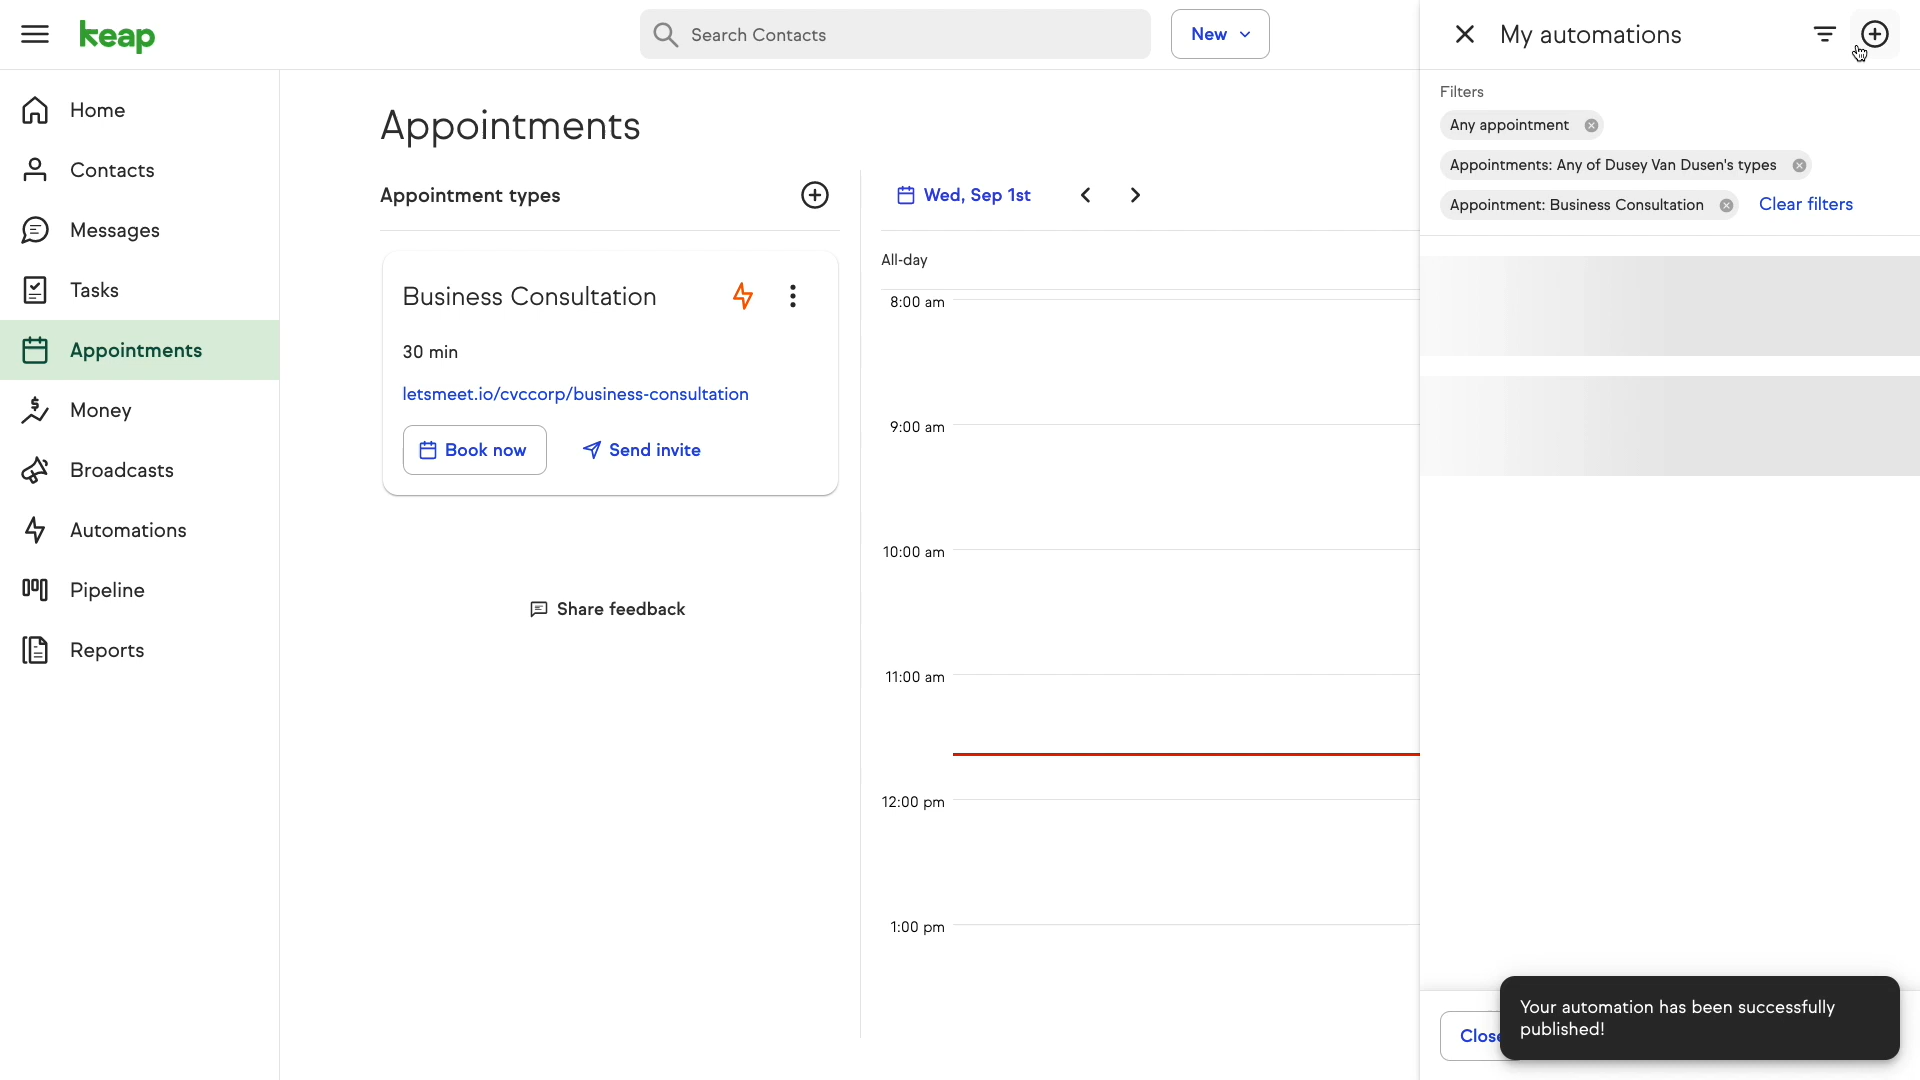 keap
Search Contacts
New
My automations
Home
Contacts
Messages
Tasks
Appointments
Money
Broadcasts
Automations
Pipeline
Reports
Appointments
Appointment types
Business Consultation
30 min
letsmeet.io/cvccorp/business-consultation
Book now
Send invite
Share feedback
Wed, Sep 1st
All-day
8:00 am
9:00 am
10:00 am
11:00 am
12:00 pm
1:00 pm
Filters
Any appointment
Appointments: Any of Dusey Van Dusen's types
Appointment: Business Consultation
Clear filters
Close
Your automation has been successfully
published!